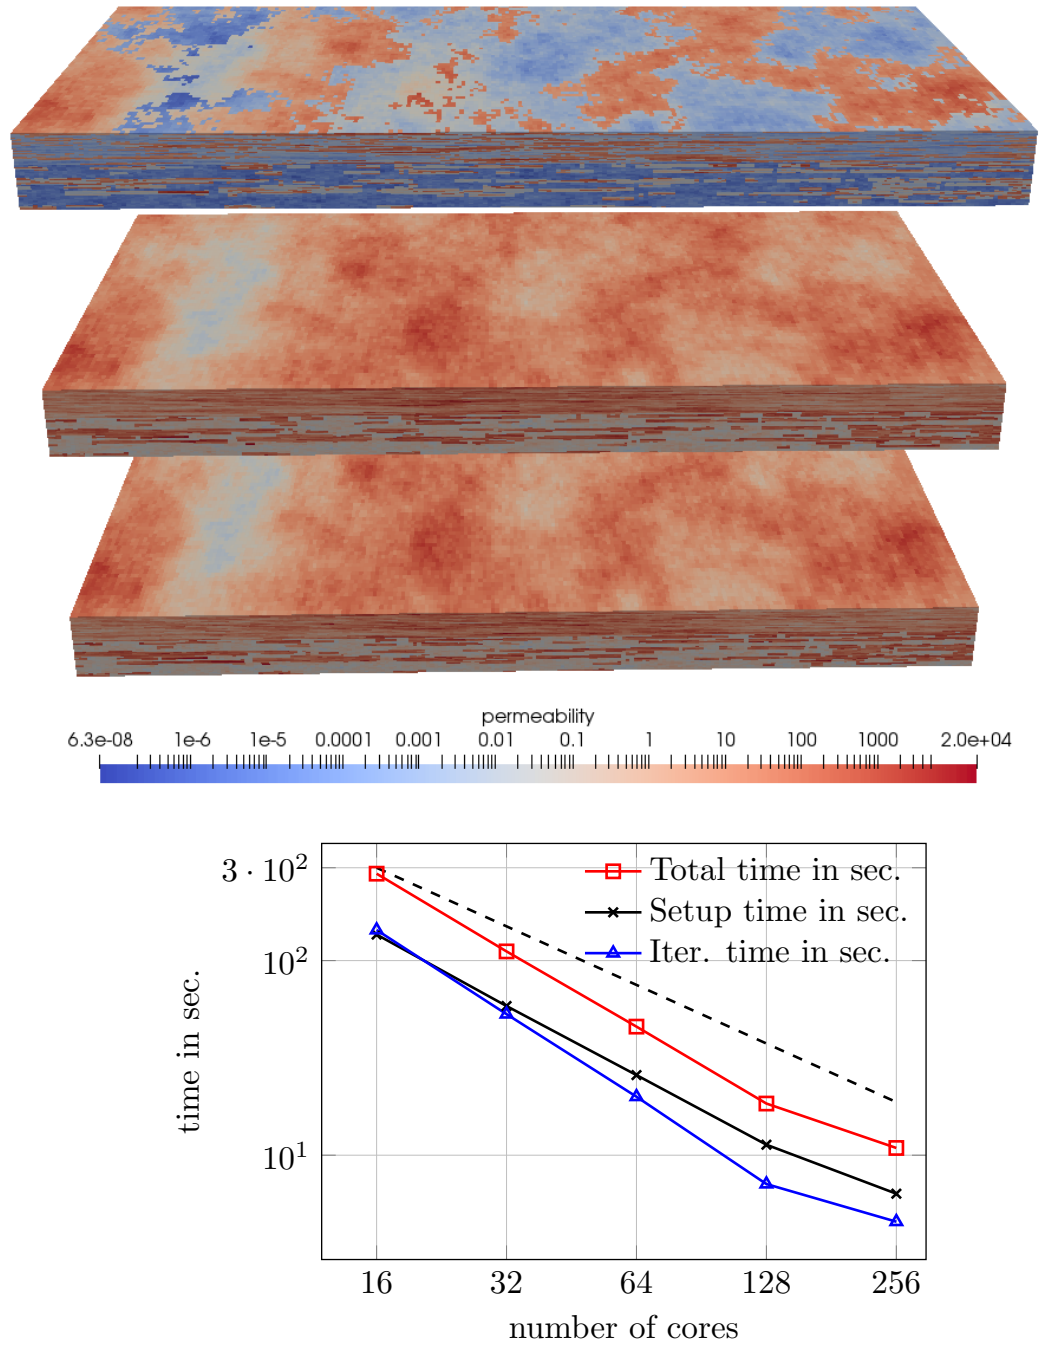 permeability
6.3e-08 1e-6 1e-5 0.0001 0.001 0.01 0.1 1 10 100 1000 2.0e+04
3 · 10²
10²
10¹
time in sec.
Total time in sec.
Setup time in sec.
Iter. time in sec.
16 32 64 128 256
number of cores